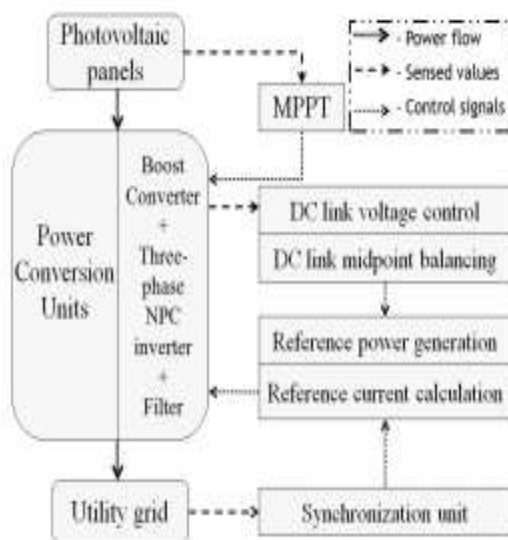 Photovoltaic
panels
- Power flow
- Sensed values
- Control signals
MPPT
Power
Conversion
Units
Boost
Converter
+
Three-
phase
NPC
inverter
+
Filter
DC link voltage control
DC link midpoint balancing
Reference power generation
Reference current calculation
Utility grid
Synchronization unit